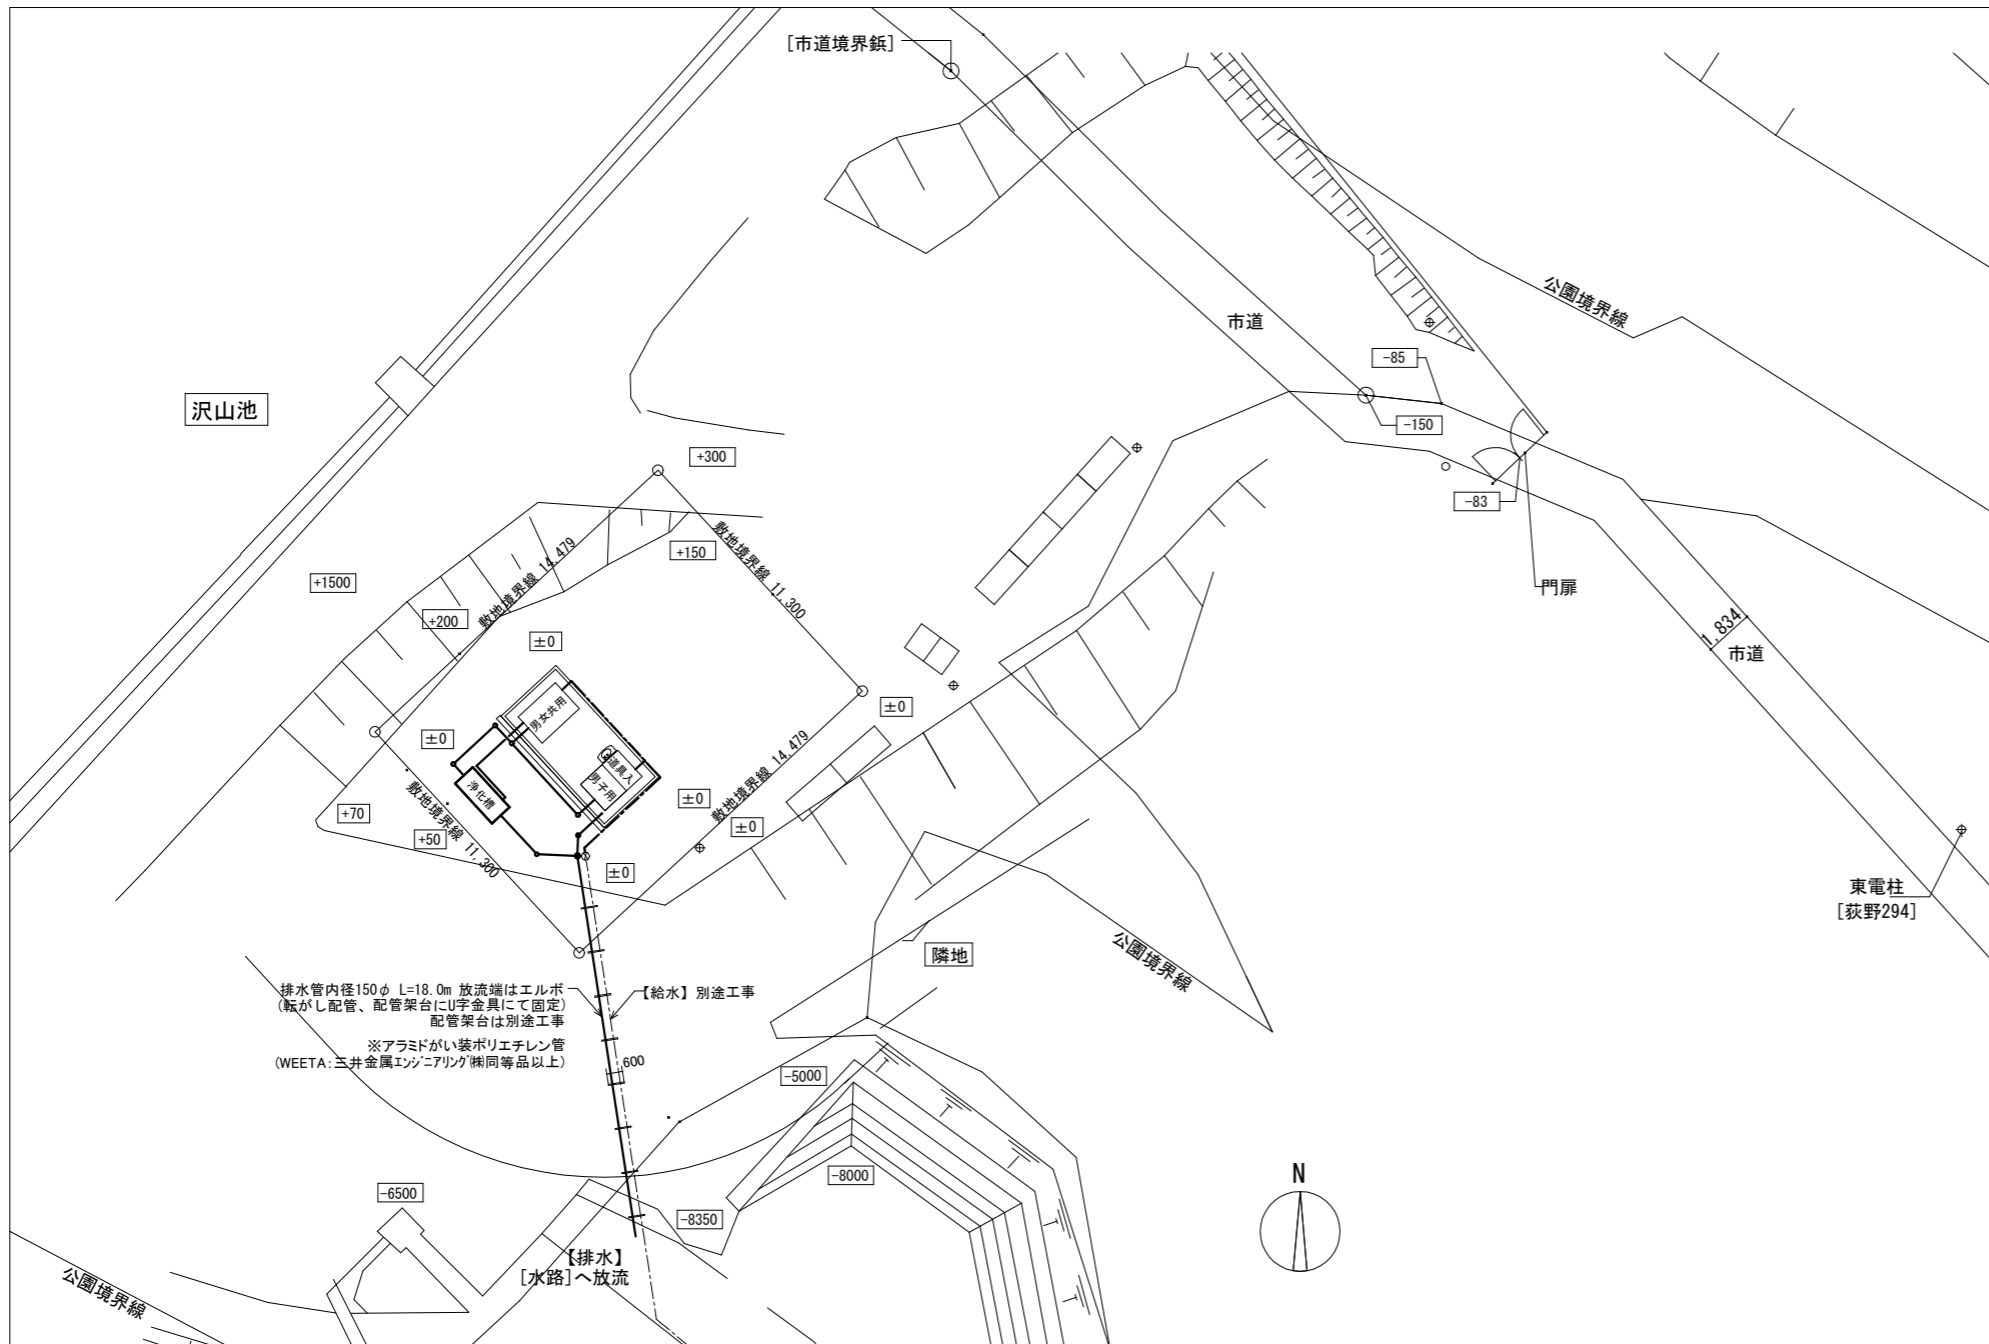 [市道境界鋲]
公園境界線
市道
-85
沢山池
-150
+300
-83
敷地境界線 11,300
敷地境界線 14,479
+150
+1500
門扉
+200
±0
1,834
市道
男女共用
±0
±0
道具入
男子用
浄化槽
敷地境界線 14,479
±0
+70
敷地境界線 11,300
±0
+50
±0
東電柱
[荻野294]
隣地
公園境界線
排水管内径150φ L=18.0m 放流端はエルボ
(転がし配管、配管架台にU字金具にて固定)
配管架台は別途工事
【給水】別途工事
※アラミドがい装ポリエチレン管
(WEETA:三井金属エンジニアリング㈱同等品以上)
600
-5000
-8000
N
-6500
-8350
【排水】
[水路]へ放流
公園境界線